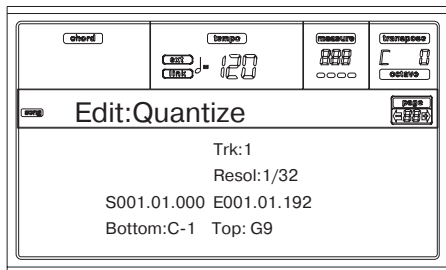 chord tempo measure transpose
ext
link ♩= 120 888 C 0
octave
song Edit:Quantize page
88
Trk:1
Resol:1/32
S001.01.000 E001.01.192
Bottom:C-1 Top: G9